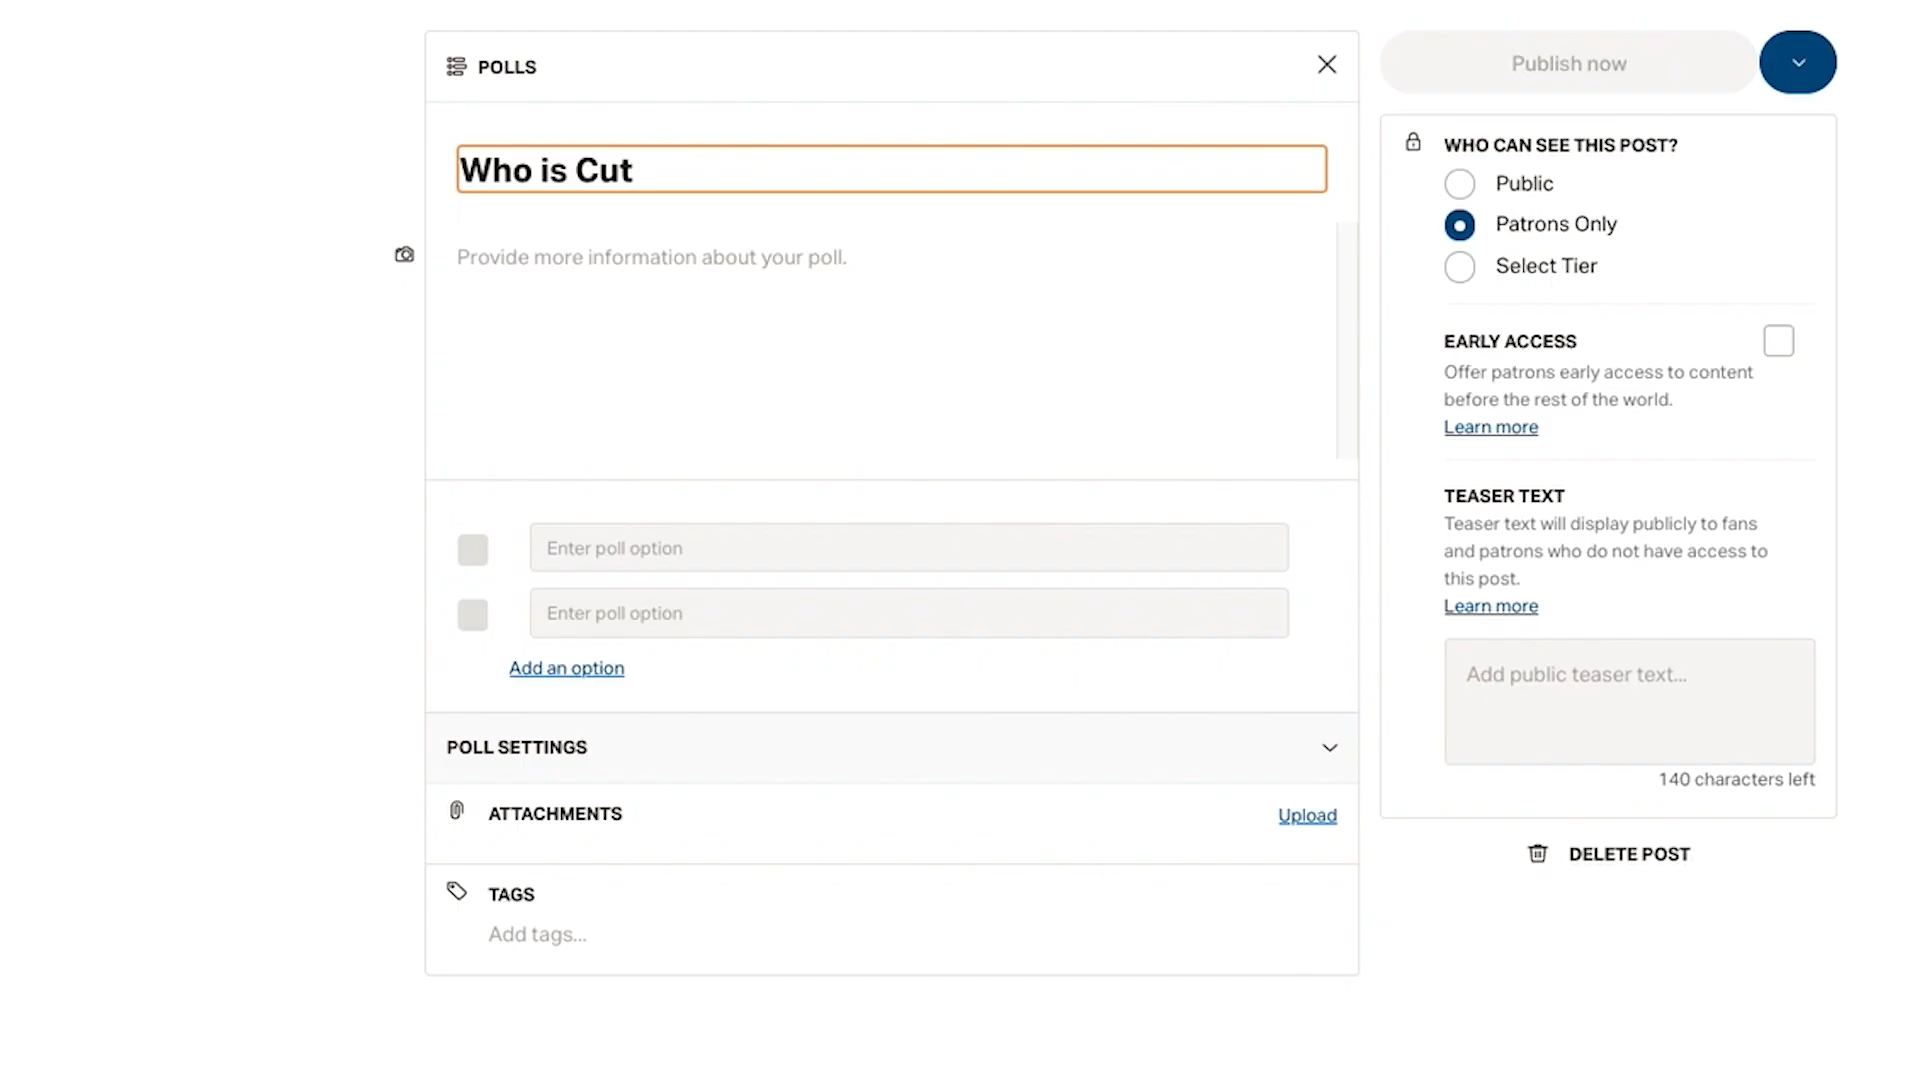 POLLS
Who is Cut
Provide more information about your poll.
Enter poll option
Enter poll option
Add an option
POLL SETTINGS
ATTACHMENTS
Upload
TAGS
Add tags...
Publish now
WHO CAN SEE THIS POST?
Public
Patrons Only
Select Tier
EARLY ACCESS
Offer patrons early access to content
before the rest of the world.
Learn more
TEASER TEXT
Teaser text will display publicly to fans
and patrons who do not have access to
this post.
Learn more
Add public teaser text...
140 characters left
DELETE POST